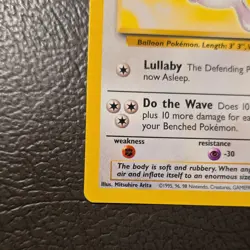 Balloon Pokémon. Length: 3' 3",
Lullaby The Defending
now Asleep.
Do the Wave Does 10
plus 10 more damage for ea
your Benched Pokémon.
weakness resistance
-30
The body is soft and rubbery. When ang
air and inflate itself to an enormous size
Illus. Mitsuhiro Arita ©1995, 96, 98 Nintendo, Creatures, GAMEF